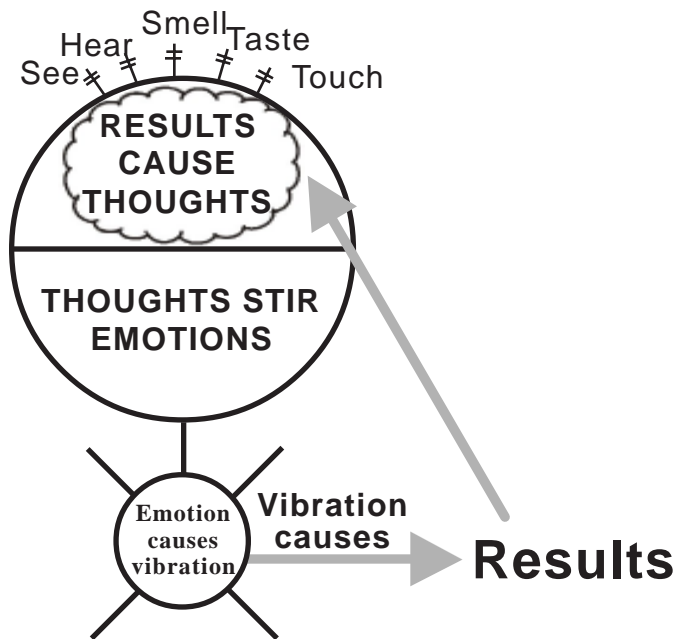 Smell
Hear
Taste
See
Touch
RESULTS
CAUSE
THOUGHTS
THOUGHTS STIR
EMOTIONS
Emotion
causes
vibration
Vibration
causes
Results